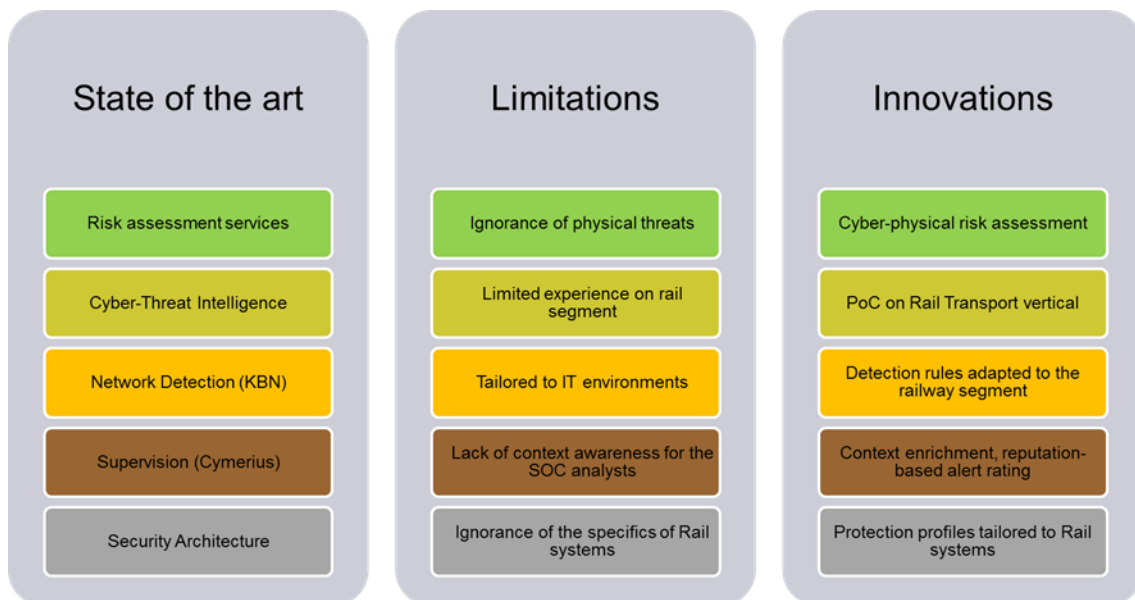 State of the art
Risk assessment services
Cyber-Threat Intelligence
Network Detection (KBN)
Supervision (Cymerius)
Security Architecture
Limitations
Ignorance of physical threats
Limited experience on rail
segment
Tailored to IT environments
Lack of context awareness for the
SOC analysts
Ignorance of the specifics of Rail
systems
Innovations
Cyber-physical risk assessment
PoC on Rail Transport vertical
Detection rules adapted to the
railway segment
Context enrichment, reputation-
based alert rating
Protection profiles tailored to Rail
systems